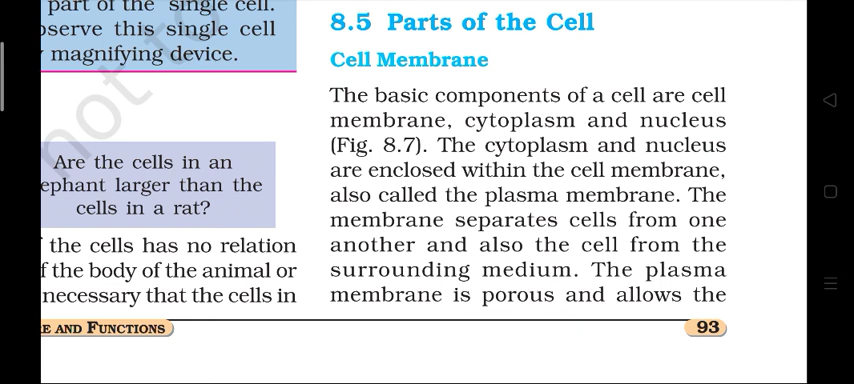 part of the single cell.
observe this single cell
magnifying device.
Are the cells in an
ephant larger than the
cells in a rat?
the cells has no relation
f the body of the animal or
necessary that the cells in
E AND FUNCTIONS
8.5 Parts of the Cell
Cell Membrane
The basic components of a cell are cell
membrane, cytoplasm and nucleus
(Fig. 8.7). The cytoplasm and nucleus
are enclosed within the cell membrane,
also called the plasma membrane. The
membrane separates cells from one
another and also the cell from the
surrounding medium. The plasma
membrane is porous and allows the
93
not to